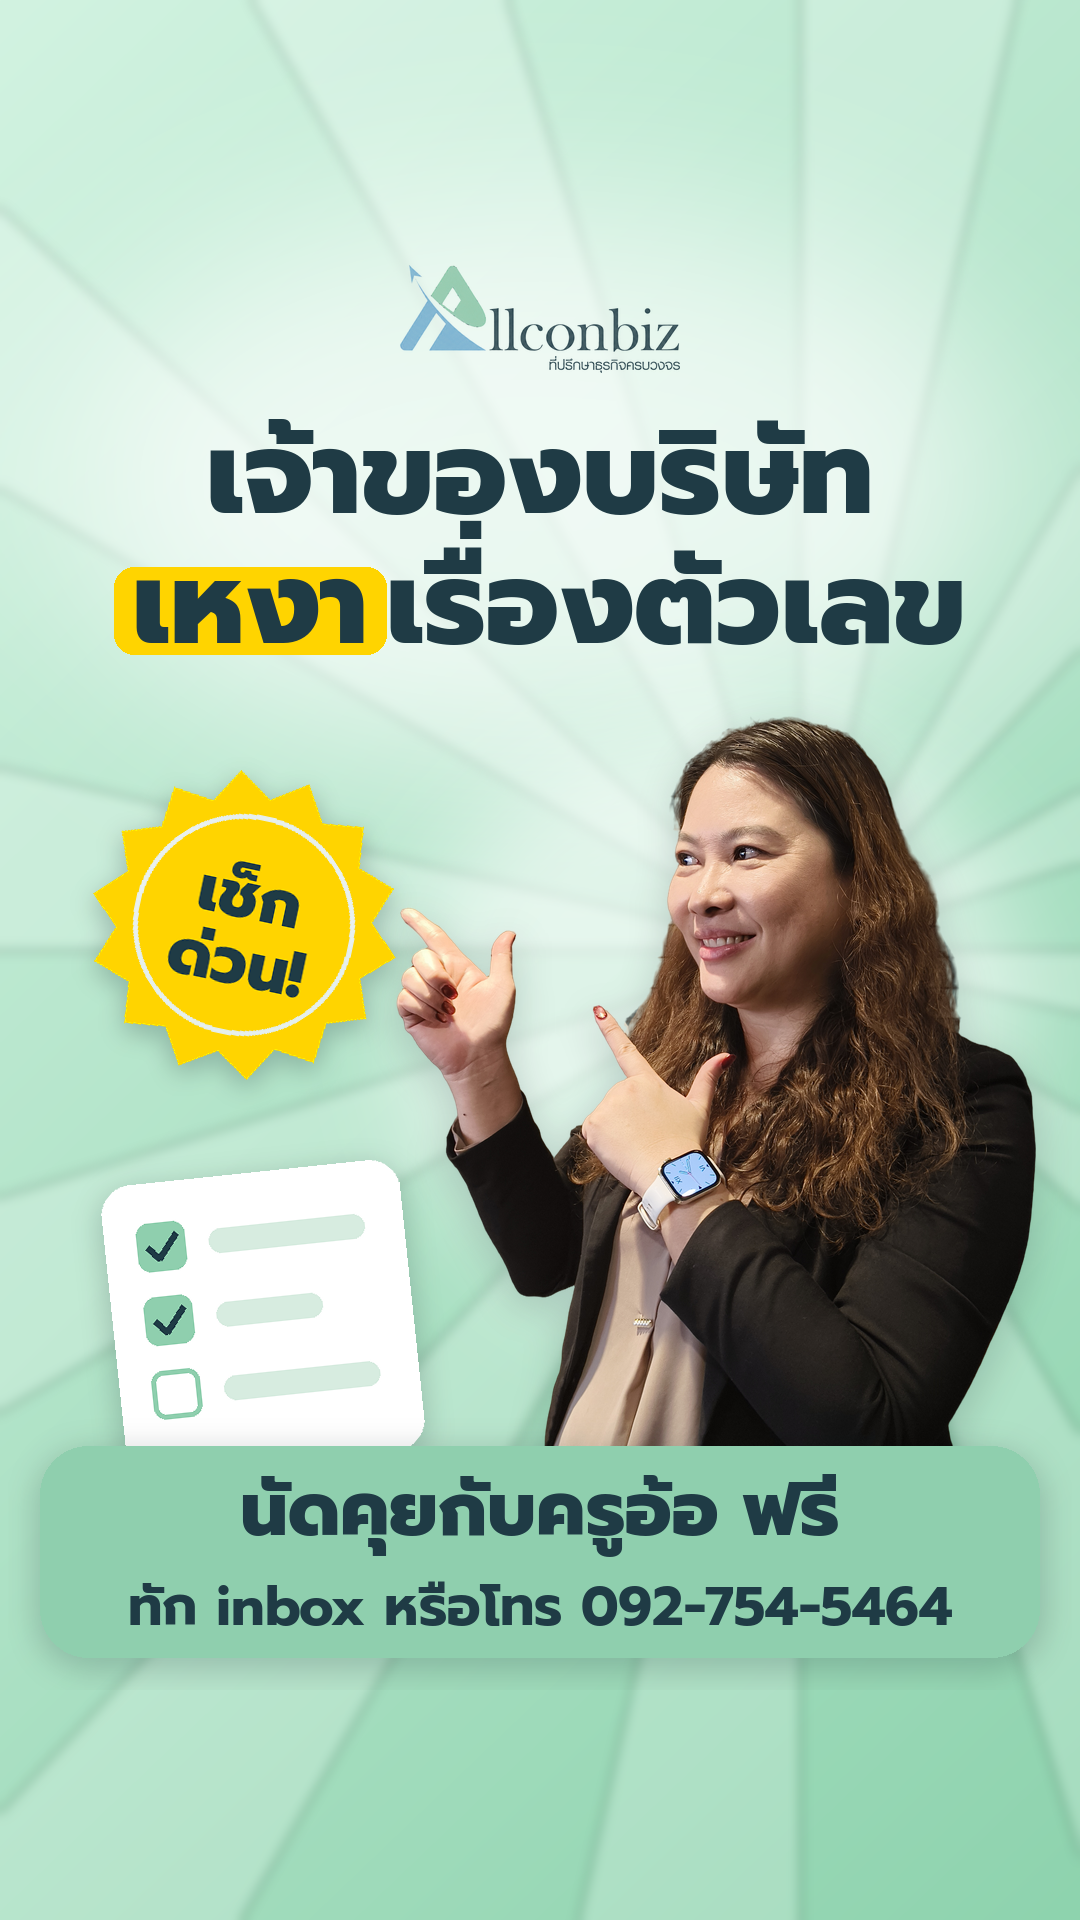 Allconbiz
ที่ปรึกษาธุรกิจครบวงจร
เจ้าของบริษัท
เหงาเรื่องตัวเลข
เช็ก
ด่วน!
นัดคุยกับครูอ้อ ฟรี
ทัก inbox หรือโทร 092-754-5464